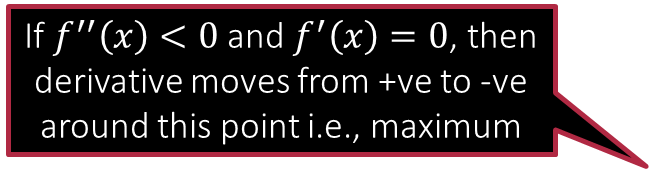 If f''(x) < 0 and f'(x) = 0, then
derivative moves from +ve to -ve
around this point i.e., maximum